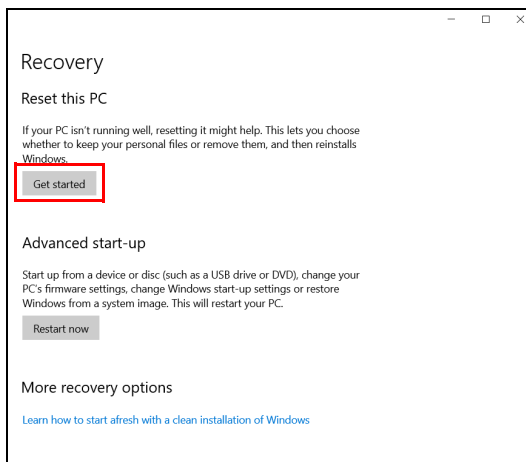 Recovery
Reset this PC
If your PC isn't running well, resetting it might help. This lets you choose
whether to keep your personal files or remove them, and then reinstalls
Windows.
Get started
Advanced start-up
Start up from a device or disc (such as a USB drive or DVD), change your
PC's firmware settings, change Windows start-up settings or restore
Windows from a system image. This will restart your PC.
Restart now
More recovery options
Learn how to start afresh with a clean installation of Windows